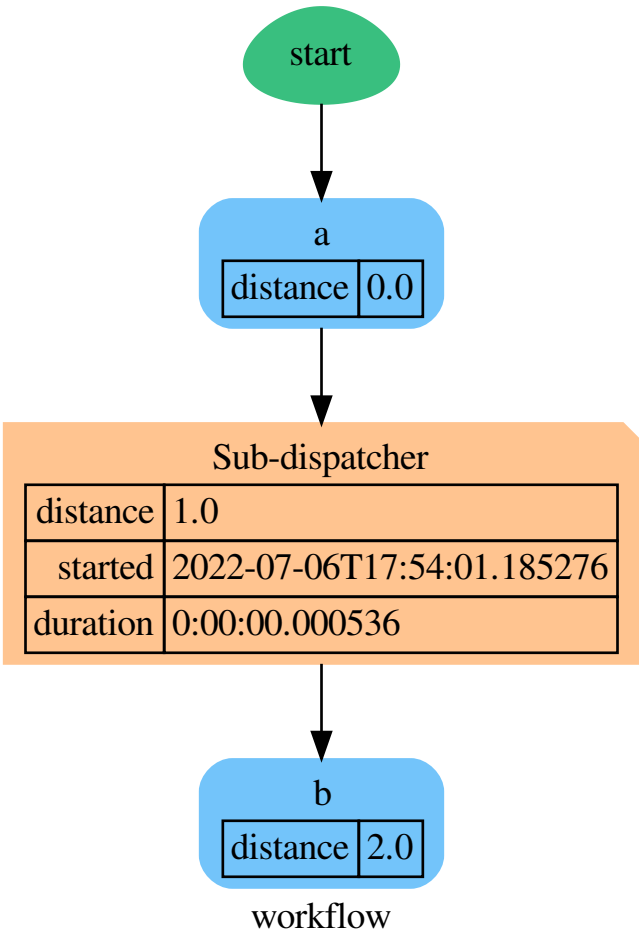 start
a
distance 0.0
Sub-dispatcher
distance 1.0
started 2022-07-06T17:54:01.185276
duration 0:00:00.000536
b
distance 2.0
workflow